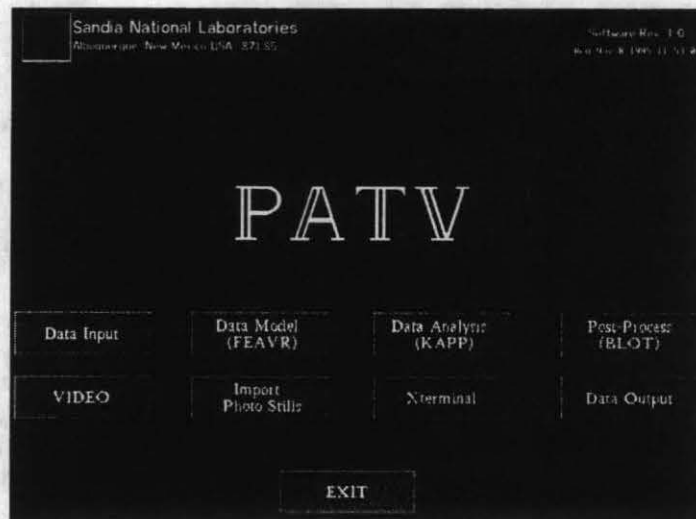 Sandia National Laboratories
Albuquerque, New Mexico USA 87185
Software Rev. 1.0
1995
PATV
Data Input
Data Model
(FEAVR)
Data Analysis
(KAPP)
Post-Process
(BLOT)
VIDEO
Import
Photo Stills
Xterminal
Data Output
EXIT